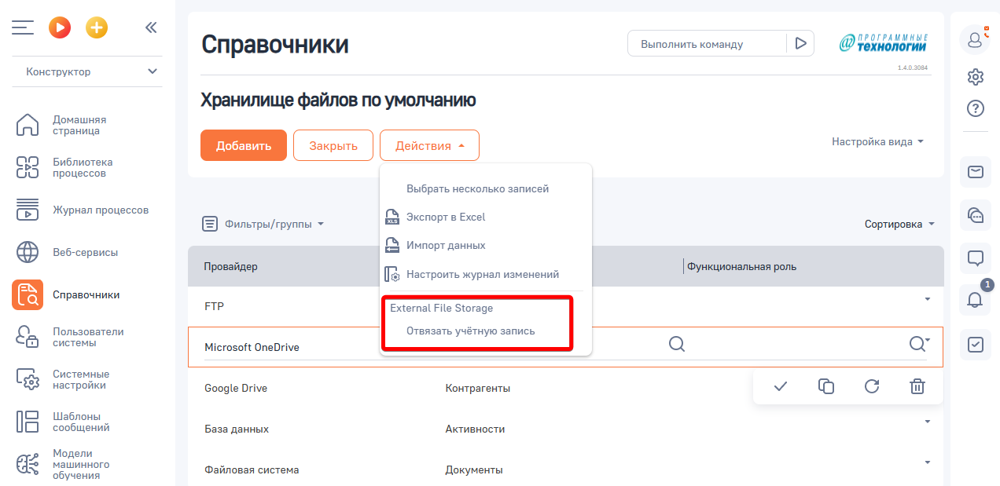 Справочники
Выполнить команду
@ ПРОГРАММНЫЕ
ТЕХНОЛОГИИ
1.4.0.3084
Конструктор
Домашняя
страница
Библиотека
процессов
Журнал процессов
Веб-сервисы
Справочники
Пользователи
системы
Системные
настройки
Шаблоны
сообщений
Модели
машинного
обучения
Хранилище файлов по умолчанию
Добавить
Закрыть
Действия
Настройка вида
Выбрать несколько записей
XLS
Экспорт в Excel
Импорт данных
Настроить журнал изменений
External File Storage
Отвязать учётную запись
Фильтры/группы
Сортировка
Провайдер
Функциональная роль
FTP
Microsoft OneDrive
Google Drive Контрагенты
База данных Активности
Файловая система Документы
1